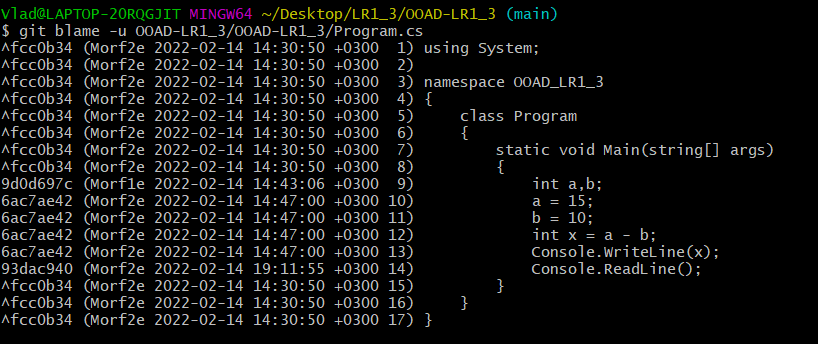 Vlad@LAPTOP-20RQGJIT MINGW64 ~/Desktop/LR1_3/OOAD-LR1_3 (main)
$ git blame -u OOAD-LR1_3/OOAD-LR1_3/Program.cs
^fcc0b34 (Morf2e 2022-02-14 14:30:50 +0300  1) using System;
^fcc0b34 (Morf2e 2022-02-14 14:30:50 +0300  2)
^fcc0b34 (Morf2e 2022-02-14 14:30:50 +0300  3) namespace OOAD_LR1_3
^fcc0b34 (Morf2e 2022-02-14 14:30:50 +0300  4) {
^fcc0b34 (Morf2e 2022-02-14 14:30:50 +0300  5)     class Program
^fcc0b34 (Morf2e 2022-02-14 14:30:50 +0300  6)     {
^fcc0b34 (Morf2e 2022-02-14 14:30:50 +0300  7)         static void Main(string[] args)
^fcc0b34 (Morf2e 2022-02-14 14:30:50 +0300  8)         {
9d0d697c (Morf1e 2022-02-14 14:43:06 +0300  9)             int a,b;
6ac7ae42 (Morf2e 2022-02-14 14:47:00 +0300 10)             a = 15;
6ac7ae42 (Morf2e 2022-02-14 14:47:00 +0300 11)             b = 10;
6ac7ae42 (Morf2e 2022-02-14 14:47:00 +0300 12)             int x = a - b;
6ac7ae42 (Morf2e 2022-02-14 14:47:00 +0300 13)             Console.WriteLine(x);
93dac940 (Morf2e 2022-02-14 19:11:55 +0300 14)             Console.ReadLine();
^fcc0b34 (Morf2e 2022-02-14 14:30:50 +0300 15)         }
^fcc0b34 (Morf2e 2022-02-14 14:30:50 +0300 16)     }
^fcc0b34 (Morf2e 2022-02-14 14:30:50 +0300 17) }